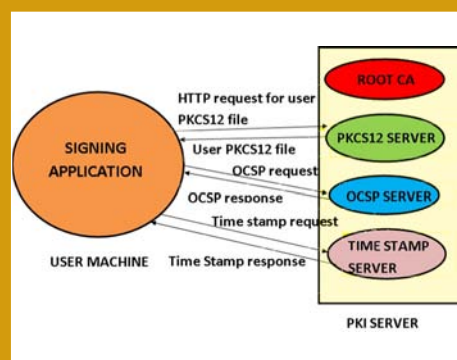 ROOT CA
HTTP request for user
PKCS12 file
PKCS12 SERVER
User PKCS12 file
SIGNING
APPLICATION
OCSP request
OCSP response
OCSP SERVER
Time stamp request
TIME STAMP
SERVER
USER MACHINE
Time Stamp response
PKI SERVER